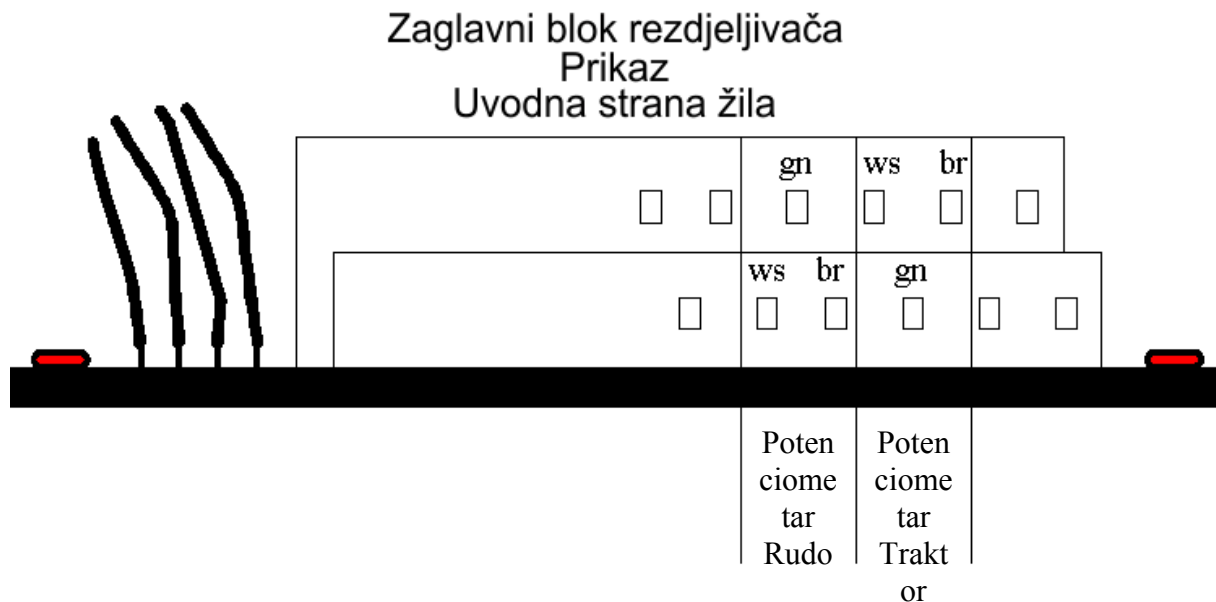 Zaglavni blok rezdjeljivača
Prikaz
Uvodna strana žila
gn ws br
ws br gn
Poten
ciome
tar
Rudo
Poten
ciome
tar
Trakt
or